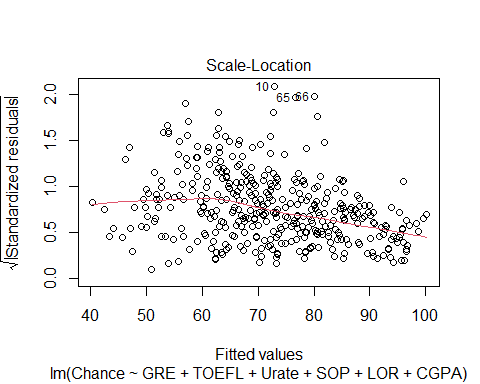 Scale-Location
√|Standardized residuals|
2.0
1.5
1.0
0.5
0.0
10
65
66
40 50 60 70 80 90 100
Fitted values
lm(Chance ~ GRE + TOEFL + Urate + SOP + LOR + CGPA)